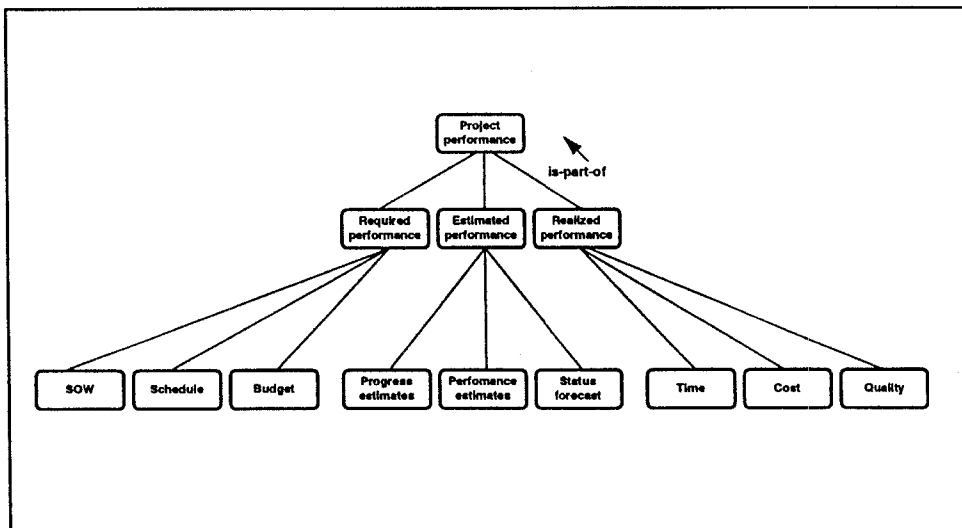 Project
performance
is-part-of
Required
performance
Estimated
performance
Realized
performance
SOW
Schedule
Budget
Progress
estimates
Perfomance
estimates
Status
forecast
Time
Cost
Quality